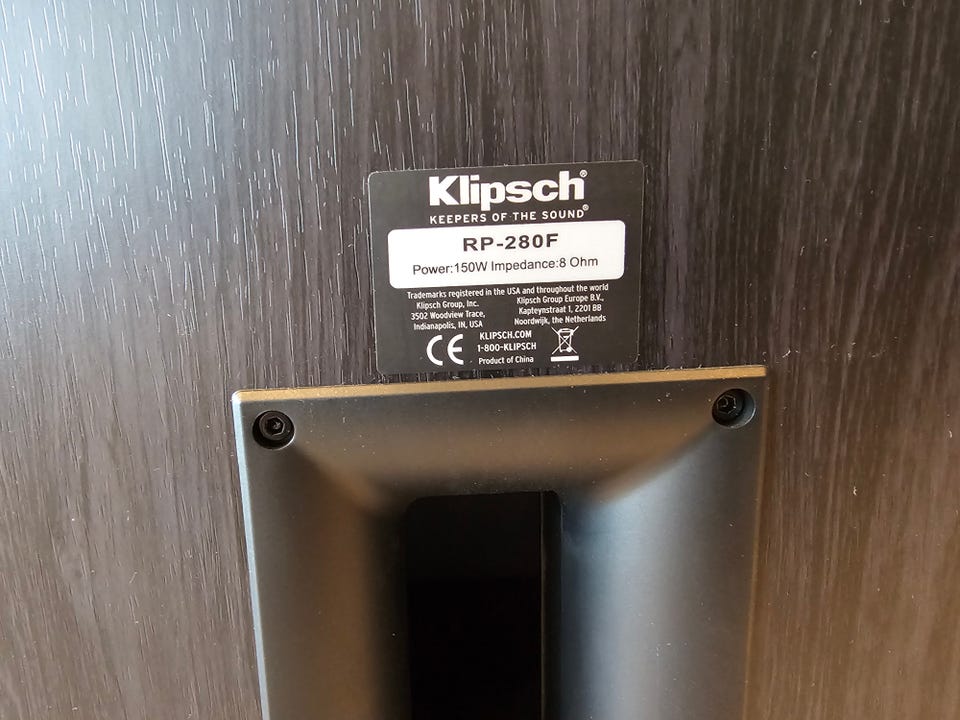 Klipsch®
KEEPERS OF THE SOUND®
RP-280F
Power:150W Impedance:8 Ohm
Trademarks registered in the USA and throughout the world
Klipsch Group, Inc.
3502 Woodview Trace,
Indianapolis, IN, USA
Klipsch Group Europe B.V.,
Kapteynstraat 1, 2201 BB
Noordwijk, the Netherlands
CE
KLIPSCH.COM
1-800-KLIPSCH
Product of China